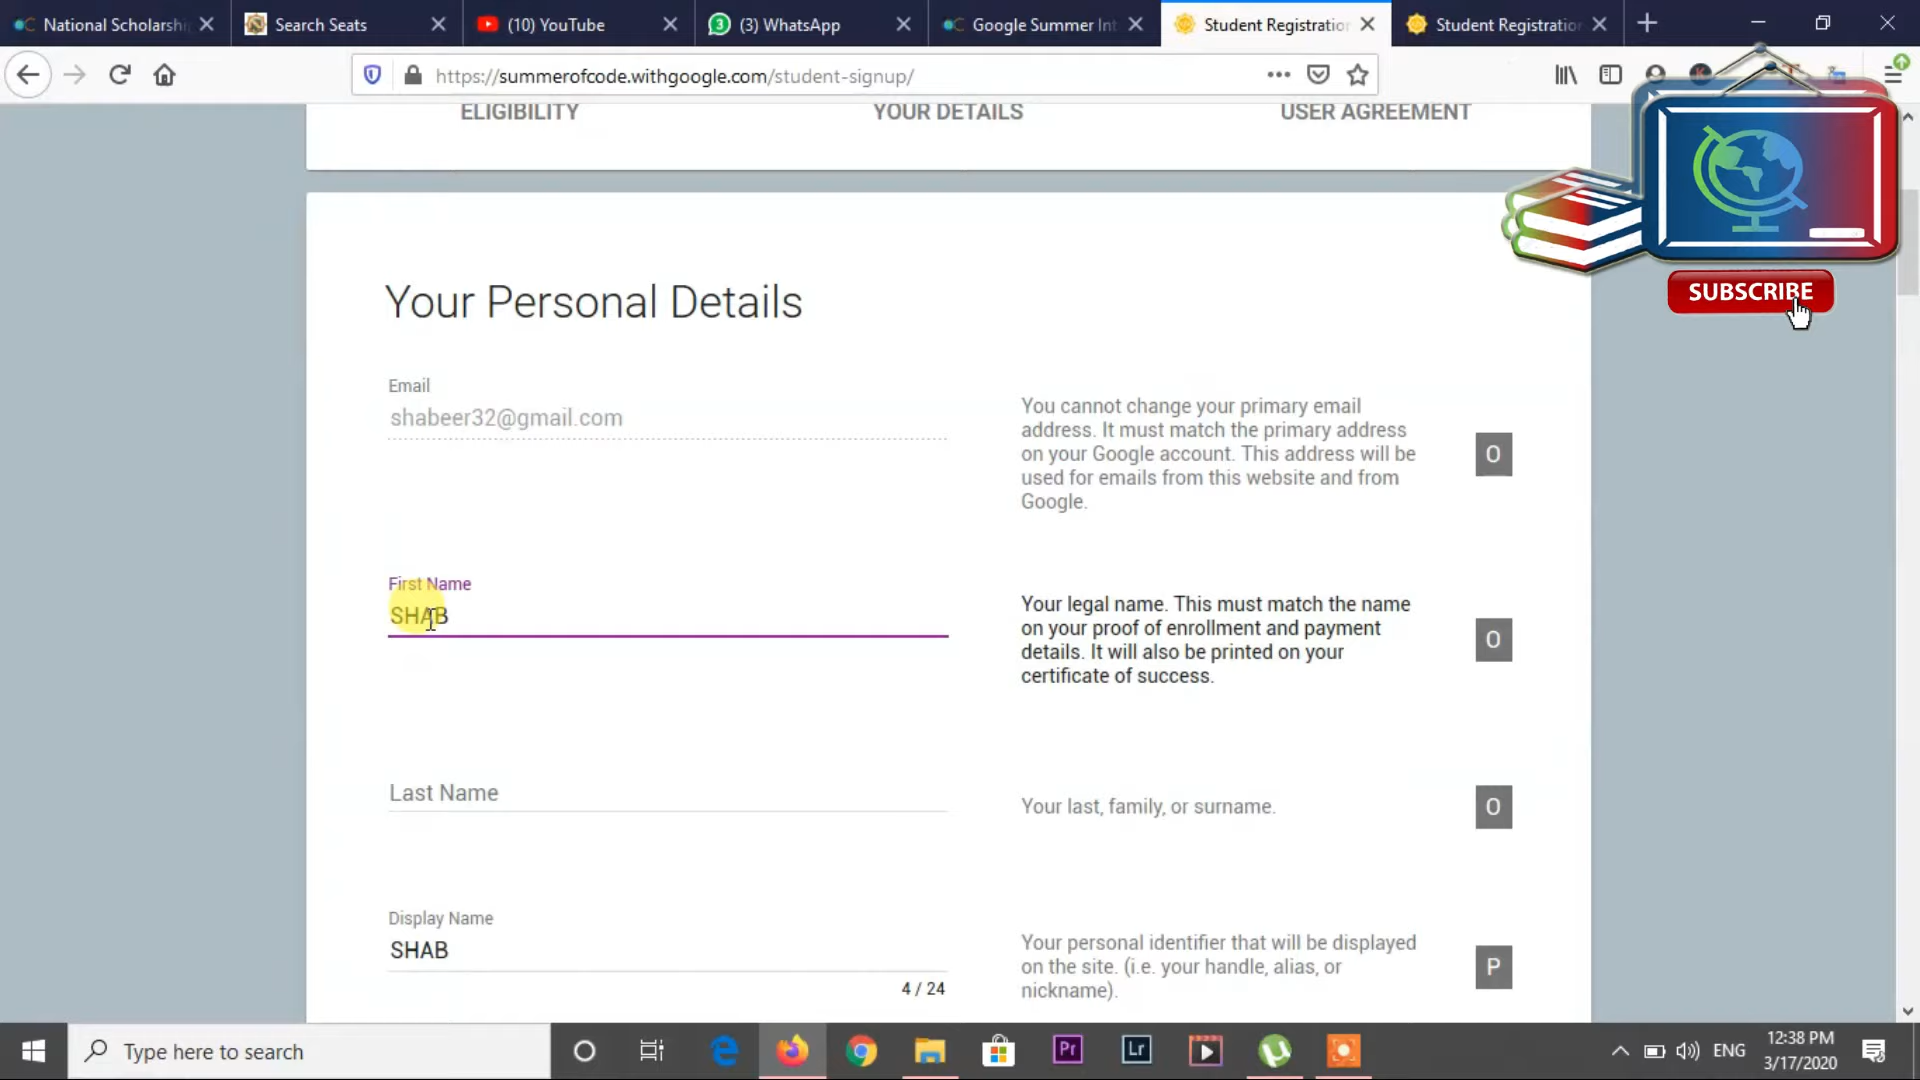 National Scholarshi
Search Seats
(10) YouTube
(3) WhatsApp
Google Summer Int
Student Registration
Student Registration
https://summerofcode.withgoogle.com/student-signup/
ELIGIBILITY
YOUR DETAILS
USER AGREEMENT
SUBSCRIBE
Your Personal Details
Email
shabeer32@gmail.com
You cannot change your primary email
address. It must match the primary address
on your Google account. This address will be
used for emails from this website and from
Google.
O
First Name
SHAB
Your legal name. This must match the name
on your proof of enrollment and payment
details. It will also be printed on your
certificate of success.
O
Last Name
Your last, family, or surname.
O
Display Name
SHAB
4 / 24
Your personal identifier that will be displayed
on the site. (i.e. your handle, alias, or
nickname).
P
Type here to search
Pr
Lr
ENG
12:38 PM
3/17/2020